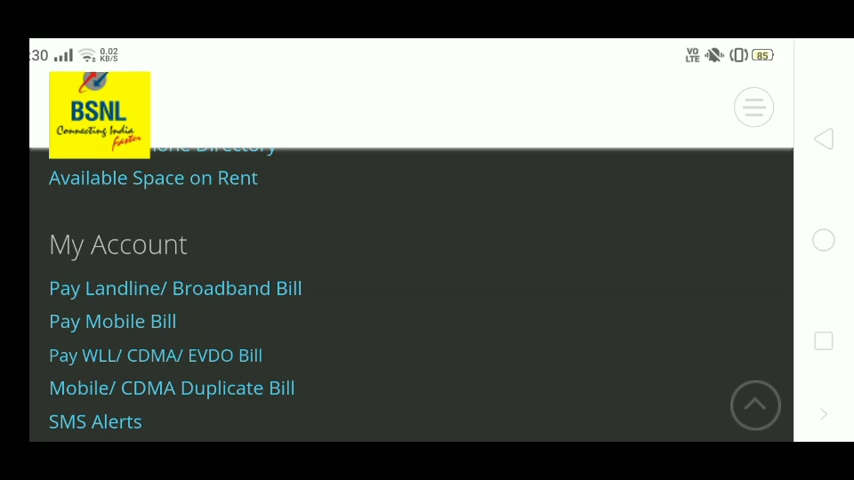 :30
0.02
KB/S
VO
LTE
85
BSNL
Connecting India
Faster
Directory
Available Space on Rent
My Account
Pay Landline/ Broadband Bill
Pay Mobile Bill
Pay WLL/ CDMA/ EVDO Bill
Mobile/ CDMA Duplicate Bill
SMS Alerts